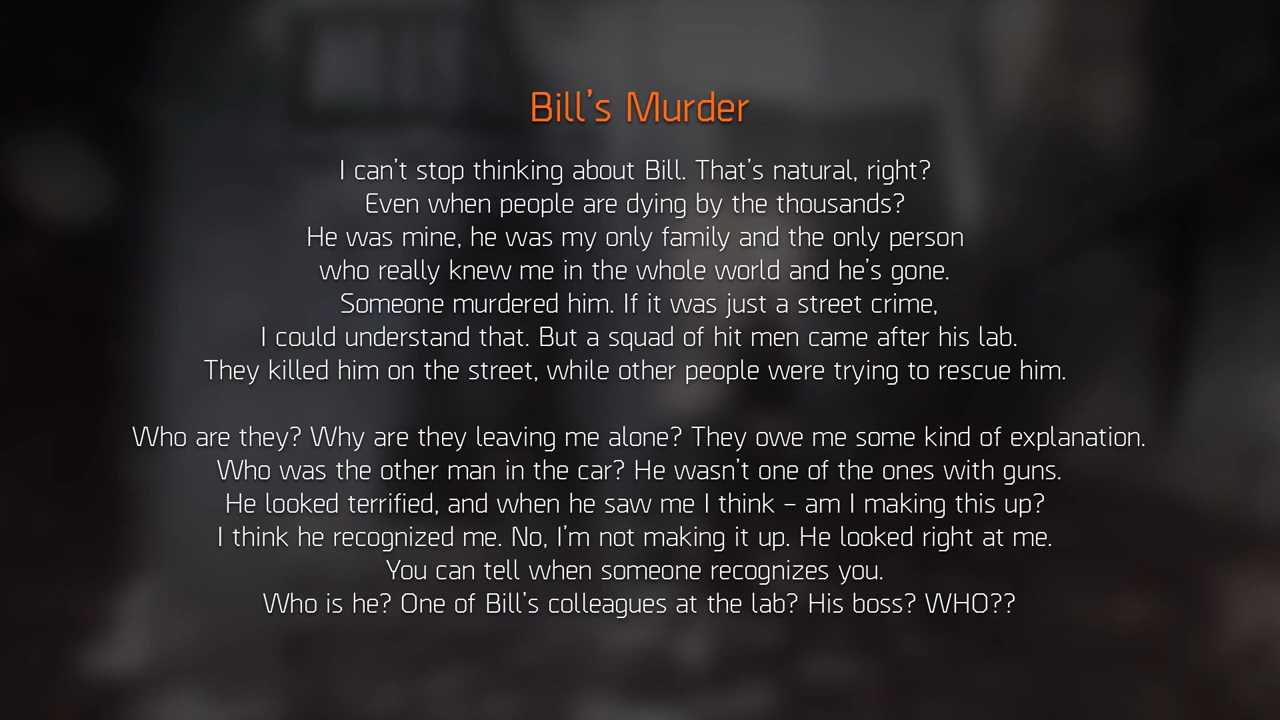 Bill's Murder
I can't stop thinking about Bill. That's natural, right?
Even when people are dying by the thousands?
He was mine, he was my only family and the only person
who really knew me in the whole world and he's gone.
Someone murdered him. If it was just a street crime,
I could understand that. But a squad of hit men came after his lab.
They killed him on the street, while other people were trying to rescue him.
Who are they? Why are they leaving me alone? They owe me some kind of explanation.
Who was the other man in the car? He wasn't one of the ones with guns.
He looked terrified, and when he saw me I think – am I making this up?
I think he recognized me. No, I'm not making it up. He looked right at me.
You can tell when someone recognizes you.
Who is he? One of Bill's colleagues at the lab? His boss? WHO??